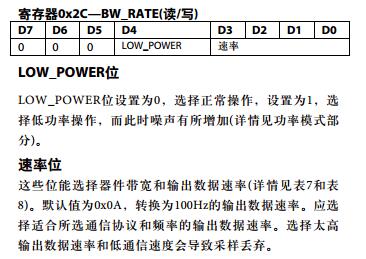 寄存器0x2C—BW_RATE(读/写)
D7 D6 D5 D4 D3 D2 D1 D0
0 0 0 LOW_POWER 速率
LOW_POWER位
LOW_POWER位设置为0，选择正常操作，设置为1，选
择低功率操作，而此时噪声有所增加(详情见功率模式部
分)。
速率位
这些位能选择器件带宽和输出数据速率(详情见表7和表
8)。默认值为0x0A，转换为100Hz的输出数据速率。应选
择适合所选通信协议和频率的输出数据速率。选择太高
输出数据速率和低通信速度会导致采样丢弃。